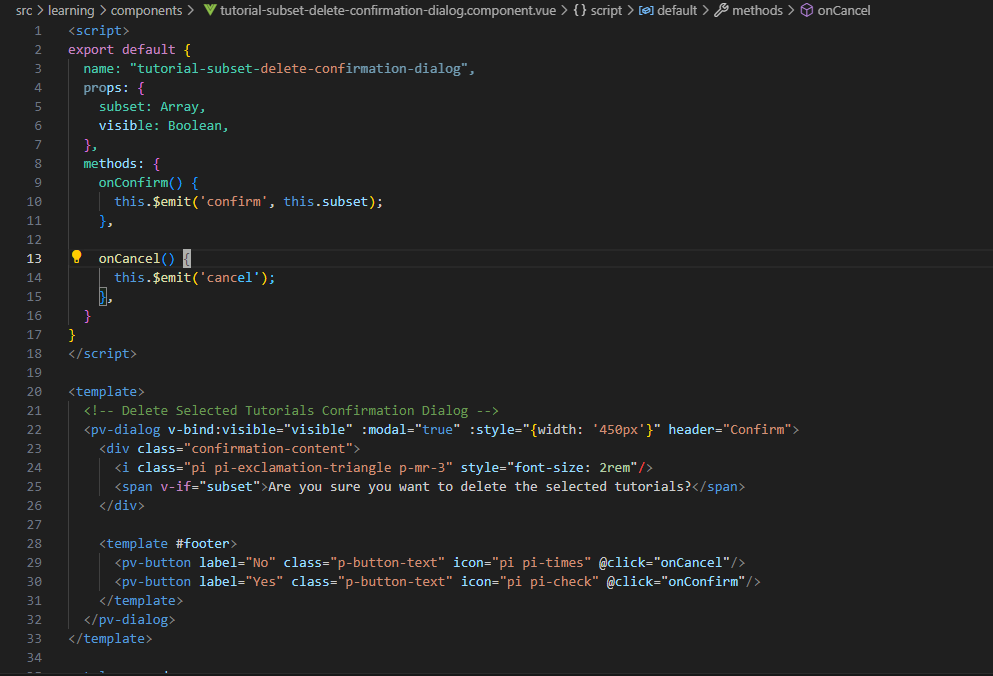 src > learning > components > tutorial-subset-delete-confirmation-dialog.component.vue > {} script > default > methods > onCancel
1 <script>
2 export default {
3 name: "tutorial-subset-delete-confirmation-dialog",
4 props: {
5 subset: Array,
6 visible: Boolean,
7 },
8 methods: {
9 onConfirm() {
10 this.$emit('confirm', this.subset);
11 },
12
13 onCancel() {
14 this.$emit('cancel');
15 },
16 }
17 }
18 </script>
19
20 <template>
21 <!-- Delete Selected Tutorials Confirmation Dialog -->
22 <pv-dialog v-bind:visible="visible" :modal="true" :style="{width: '450px'}" header="Confirm">
23 <div class="confirmation-content">
24 <i class="pi pi-exclamation-triangle p-mr-3" style="font-size: 2rem"/>
25 <span v-if="subset">Are you sure you want to delete the selected tutorials?</span>
26 </div>
27
28 <template #footer>
29 <pv-button label="No" class="p-button-text" icon="pi pi-times" @click="onCancel"/>
30 <pv-button label="Yes" class="p-button-text" icon="pi pi-check" @click="onConfirm"/>
31 </template>
32 </pv-dialog>
33 </template>
34